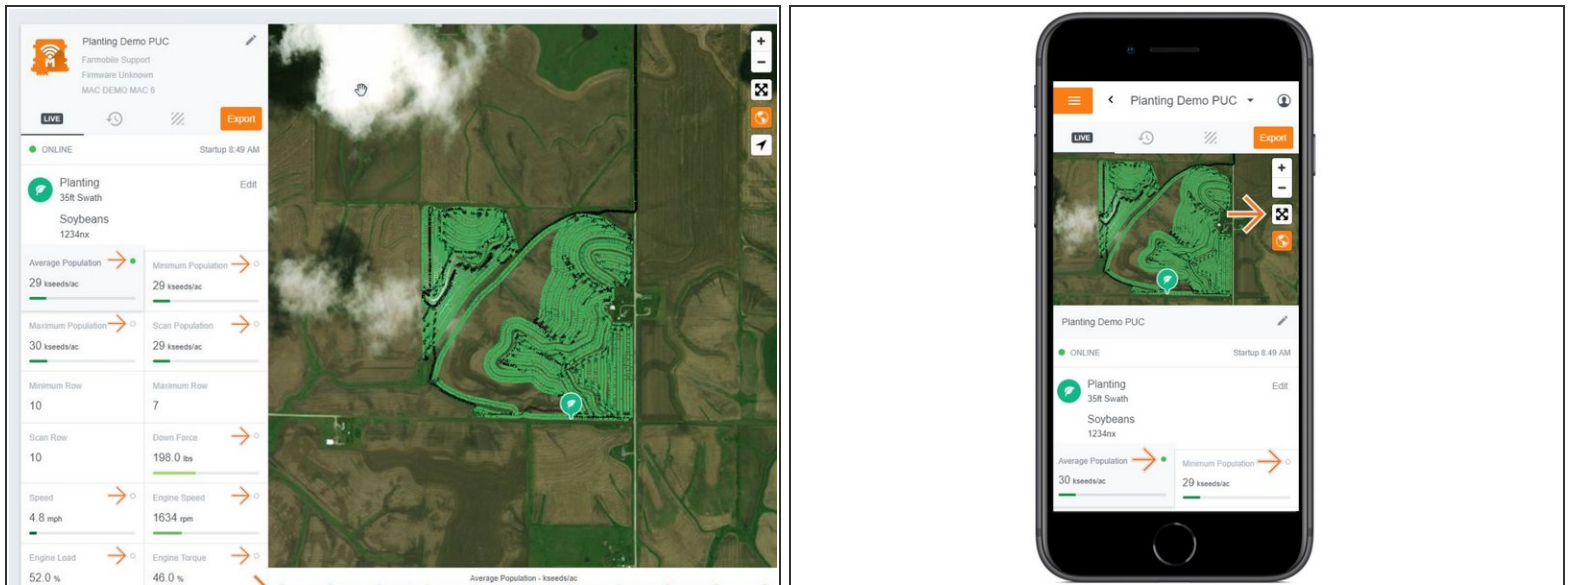 Planting Demo PUC
Farmobile Support
Firmware Unknown
MAC DEMO MAC 6
LIVE
Export
ONLINE
Startup 8:49 AM
Planting
Edit
35ft Swath
Soybeans
1234nx
Average Population
Minimum Population
29 kseeds/ac
29 kseeds/ac
Maximum Population
Scan Population
30 kseeds/ac
29 kseeds/ac
Minimum Row
Maximum Row
10
7
Scan Row
Down Force
10
198.0 lbs
Speed
Engine Speed
4.8 mph
1634 rpm
Engine Load
Engine Torque
52.0 %
46.0 %
+
−
Average Population - kseeds/ac
Planting Demo PUC
LIVE
Export
+
−
Planting Demo PUC
ONLINE
Startup 8:49 AM
Planting
Edit
35ft Swath
Soybeans
1234nx
Average Population
Minimum Population
30 kseeds/ac
29 kseeds/ac